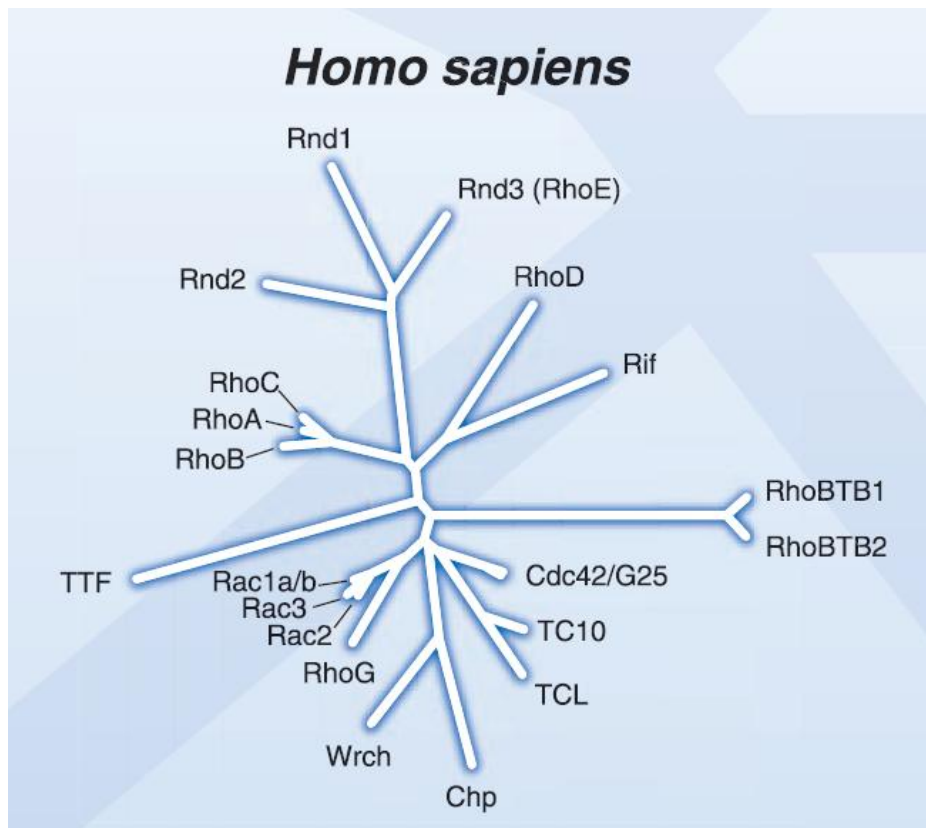 Homo sapiens
Rnd1
Rnd3 (RhoE)
Rnd2
RhoD
Rif
RhoC
RhoA
RhoB
RhoBTB1
RhoBTB2
TTF
Rac1a/b
Cdc42/G25
Rac3
Rac2
TC10
RhoG
TCL
Wrch
Chp